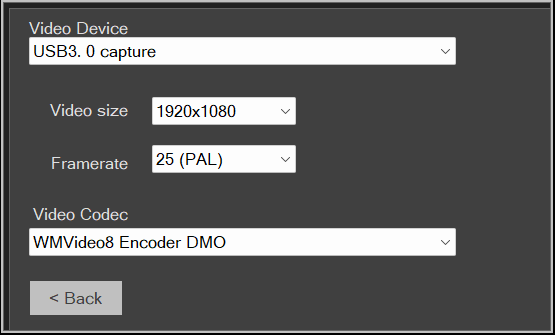 Video Device
USB3. 0 capture
Video size 1920x1080
Framerate 25 (PAL)
Video Codec
WMVideo8 Encoder DMO
< Back